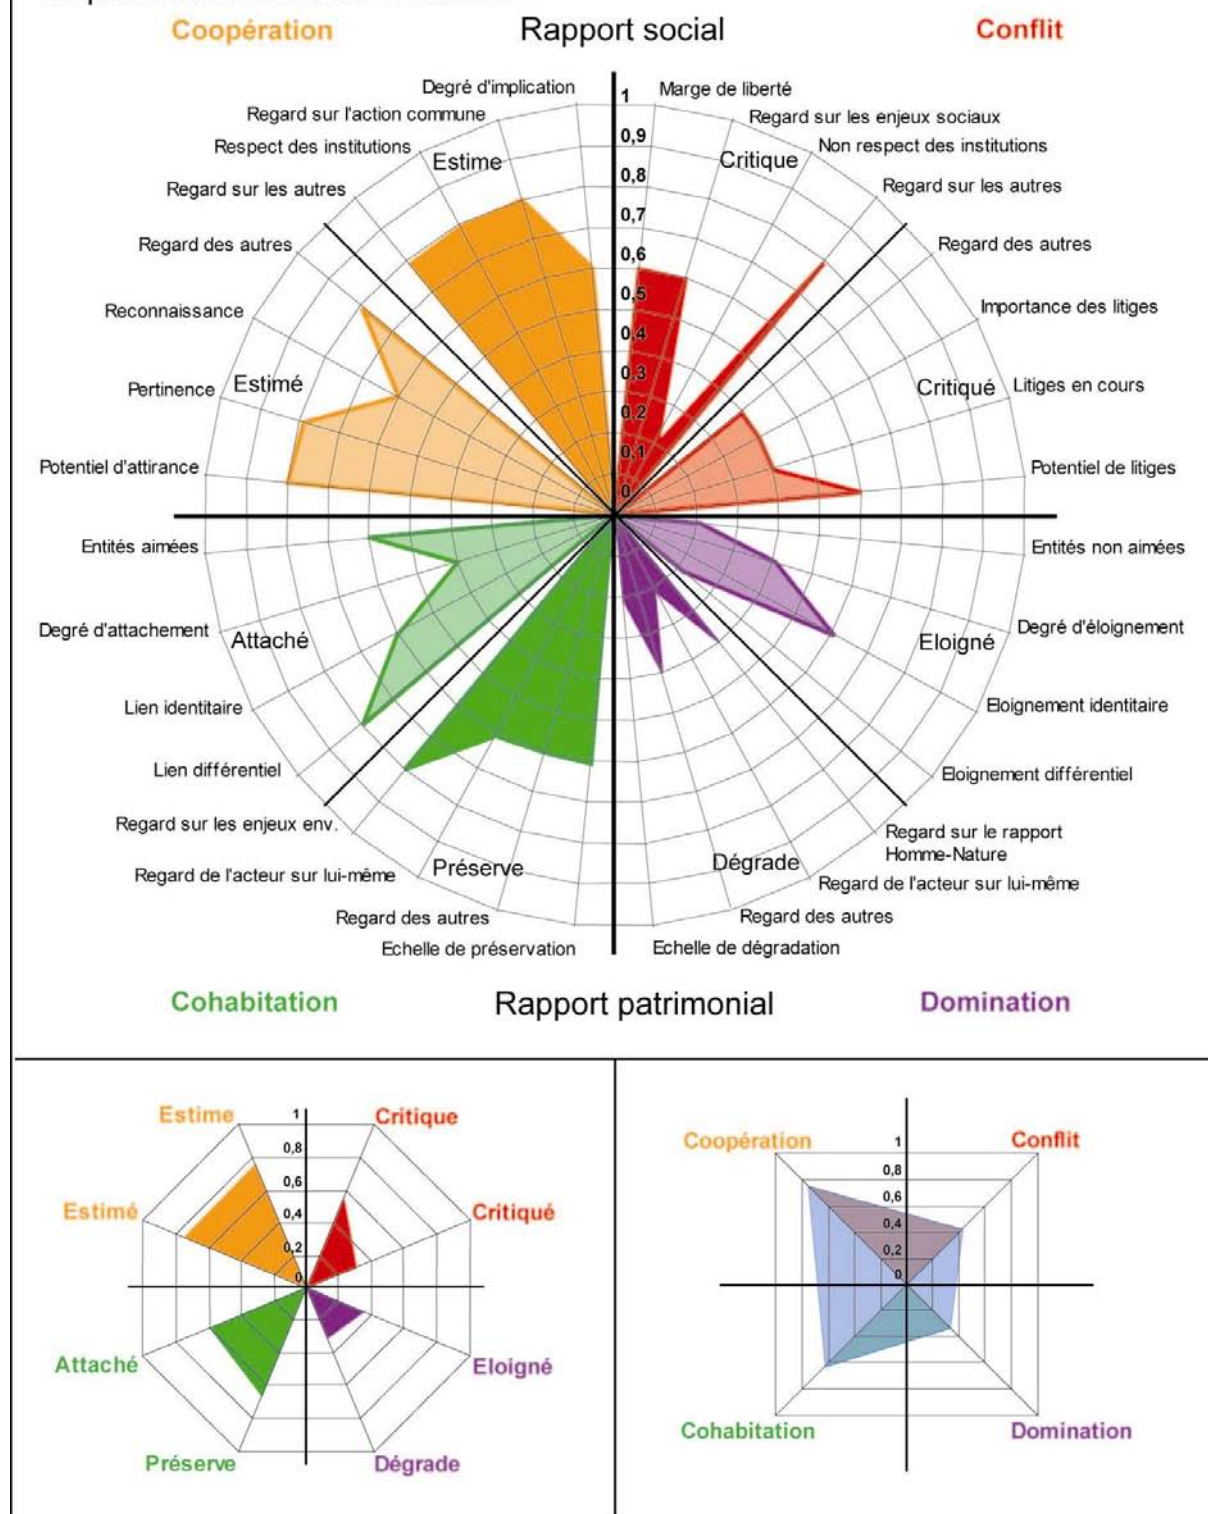 Coopération
Rapport social
Conflit
Degré d'implication
Marge de liberté
Regard sur l'action commune
Regard sur les enjeux sociaux
Respect des institutions
Non respect des institutions
Estime
Critique
Regard sur les autres
Regard sur les autres
Regard des autres
Regard des autres
Reconnaissance
Importance des litiges
Pertinence
Estimé
Critiqué
Litiges en cours
Potentiel d'attirance
Potentiel de litiges
1
0,9
0,8
0,7
0,6
0,5
0,4
0,3
0,2
0,1
0
Entités aimées
Entités non aimées
Degré d'attachement
Attaché
Eloigné
Degré d'éloignement
Lien identitaire
Eloignement identitaire
Lien différentiel
Eloignement différentiel
Regard sur les enjeux env.
Regard sur le rapport
Homme-Nature
Regard de l'acteur sur lui-même
Préserve
Dégrade
Regard de l'acteur sur lui-même
Regard des autres
Regard des autres
Echelle de préservation
Echelle de dégradation
Cohabitation
Rapport patrimonial
Domination
Estime
1
Critique
0,8
0,6
Estimé
0,4
Critiqué
0,2
0
Attaché
Eloigné
Préserve
Dégrade
Coopération
1
Conflit
0,8
0,6
0,4
0,2
0
Cohabitation
Domination